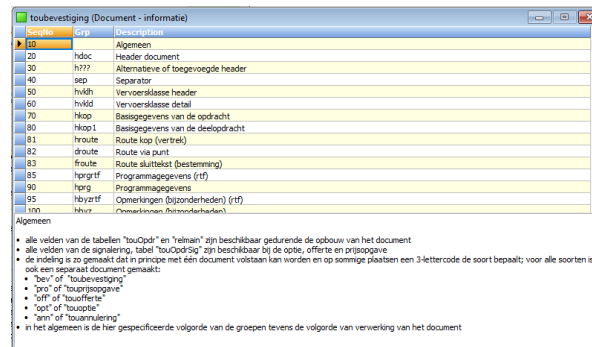 toubevestiging (Document - informatie)
SeqNo Grp Description
10 Algemeen
20 hdoc Header document
30 h??? Alternatieve of toegevoegde header
40 sep Separator
50 hvklh Vervoersklasse header
60 hvkld Vervoersklasse detail
70 hkop Basisgegevens van de opdracht
80 hkop1 Basisgegevens van de deelopdracht
81 hroute Route kop (vertrek)
82 droute Route via punt
83 froute Route sluittekst (bestemming)
85 hprgrtf Programmagegevens (rtf)
90 hprg Programmagegevens
95 hbyzrtf Opmerkingen (bijzonderheden) (rtf)
100 hbyz Opmerkingen (bijzonderheden)
Algemeen
• alle velden van de tabellen "touOpdr" en "relmain" zijn beschikbaar gedurende de opbouw van het document
• alle velden van de signalering, tabel "touOpdrSig" zijn beschikbaar bij de optie, offerte en prijsopgave
• de indeling is zo gemaakt dat in principe met één document volstaan kan worden en op sommige plaatsen een 3-lettercode de soort bepaalt; voor alle soorten is
ook een separaat document gemaakt:
• "bev" of "toubevestiging"
• "pro" of "touprijsopgave"
• "off" of "touofferte"
• "opt" of "touoptie"
• "ann" of "touannulering"
• in het algemeen is de hier gespecificeerde volgorde van de groepen tevens de volgorde van verwerking van het document